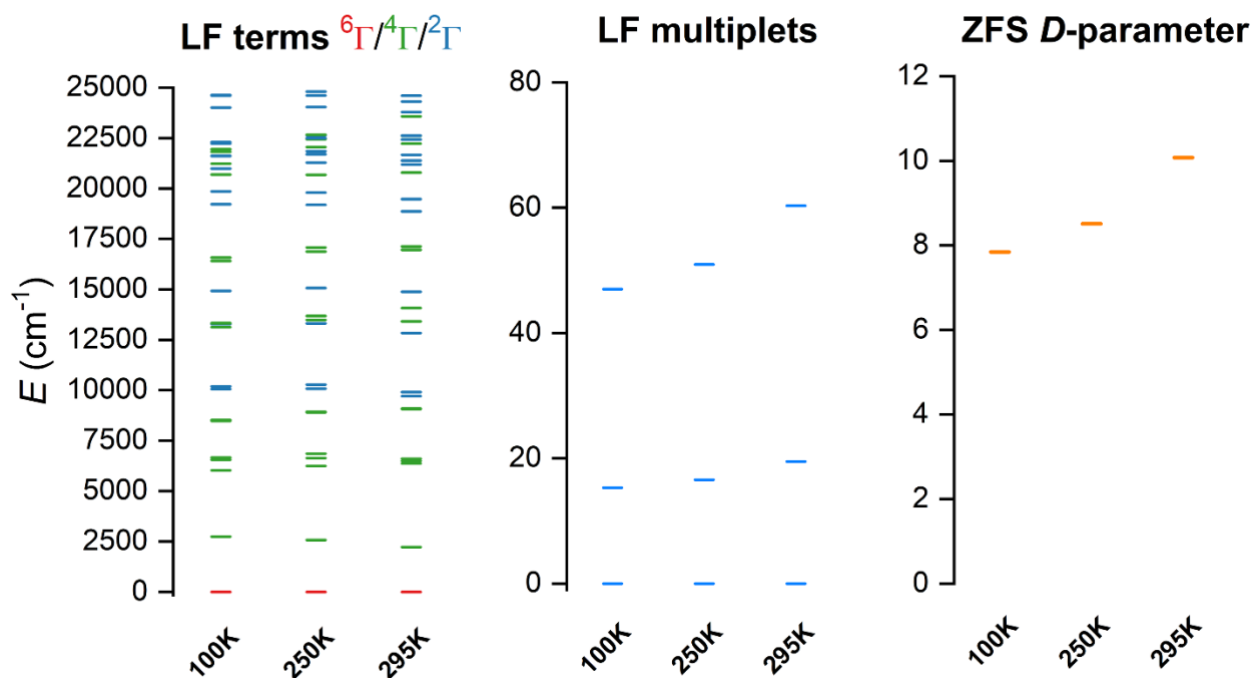 LF terms ⁶Γ/⁴Γ/²Γ
LF multiplets
ZFS D-parameter
E (cm⁻¹)
25000
22500
20000
17500
15000
12500
10000
7500
5000
2500
0
100K
250K
295K
80
60
40
20
0
100K
250K
295K
12
10
8
6
4
2
0
100K
250K
295K